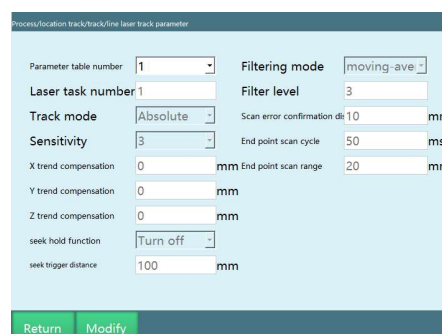 Process/location track/track/line laser track parameter
Parameter table number 1 Filtering mode moving-ave
Laser task number 1 Filter level 3
Track mode Absolute Scan error confirmation dis 10 mm
Sensitivity 3 End point scan cycle 50 ms
X trend compensation 0 mm End point scan range 20 mm
Y trend compensation 0 mm
Z trend compensation 0 mm
seek hold function Turn off
seek trigger distance 100 mm
Return Modify